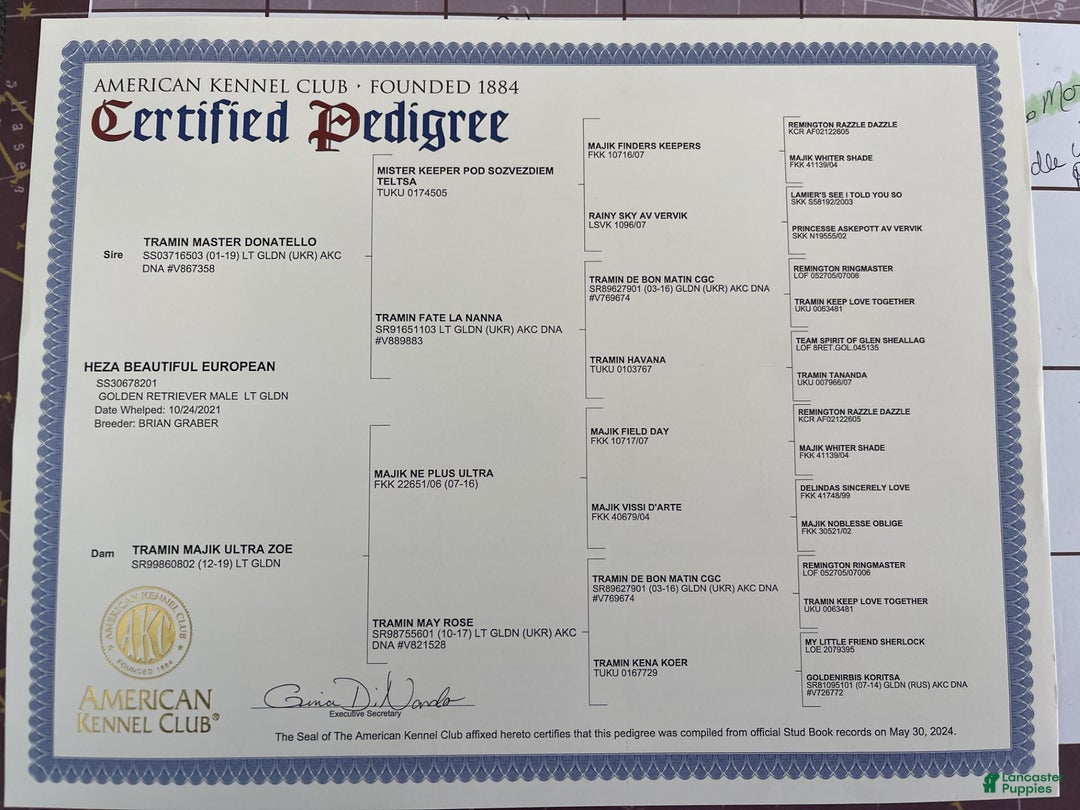 AMERICAN KENNEL CLUB · FOUNDED 1884
Certified Pedigree
Sire
TRAMIN MASTER DONATELLO
SS03716503 (01-19) LT GLDN (UKR) AKC
DNA #V867358
HEZA BEAUTIFUL EUROPEAN
SS30678201
GOLDEN RETRIEVER MALE LT GLDN
Date Whelped: 10/24/2021
Breeder: BRIAN GRABER
Dam
TRAMIN MAJIK ULTRA ZOE
SR99860802 (12-19) LT GLDN
MISTER KEEPER POD SOZVEZDIEM
TELTSA
TUKU 0174505
TRAMIN FATE LA NANNA
SR91651103 LT GLDN (UKR) AKC DNA
#V889883
MAJIK NE PLUS ULTRA
FKK 22651/06 (07-16)
TRAMIN MAY ROSE
SR98755601 (10-17) LT GLDN (UKR) AKC
DNA #V821528
MAJIK FINDERS KEEPERS
FKK 10716/07
RAINY SKY AV VERVIK
LSVK 1096/07
TRAMIN DE BON MATIN CGC
SR89627901 (03-16) GLDN (UKR) AKC DNA
#V769674
TRAMIN HAVANA
TUKU 0103767
MAJIK FIELD DAY
FKK 10717/07
MAJIK VISSI D'ARTE
FKK 40679/04
TRAMIN DE BON MATIN CGC
SR89627901 (03-16) GLDN (UKR) AKC DNA
#V769674
TRAMIN KENA KOER
TUKU 0167729
REMINGTON RAZZLE DAZZLE
KCR AF02122605
MAJIK WHITER SHADE
FKK 41139/04
LAMIER'S SEE I TOLD YOU SO
SKK S58192/2003
PRINCESSE ASKEPOTT AV VERVIK
SKK N19555/02
REMINGTON RINGMASTER
LOF 052705/07006
TRAMIN KEEP LOVE TOGETHER
UKU 0063481
TEAM SPIRIT OF GLEN SHEALLAG
LOF 8RET.GOL.045135
TRAMIN TANANDA
UKU 007966/07
REMINGTON RAZZLE DAZZLE
KCR AF02122605
MAJIK WHITER SHADE
FKK 41139/04
DELINDAS SINCERELY LOVE
FKK 41748/99
MAJIK NOBLESSE OBLIGE
FKK 30521/02
REMINGTON RINGMASTER
LOF 052705/07006
TRAMIN KEEP LOVE TOGETHER
UKU 0063481
MY LITTLE FRIEND SHERLOCK
LOE 2079395
GOLDENIRBIS KORITSA
SR81095101 (07-14) GLDN (RUS) AKC DNA
#V726772
AMERICAN KENNEL CLUB
AKC
FOUNDED 1884
AMERICAN
KENNEL CLUB®
Gina DiNardo
Executive Secretary
The Seal of The American Kennel Club affixed hereto certifies that this pedigree was compiled from official Stud Book records on May 30, 2024.
Lancaster
Puppies